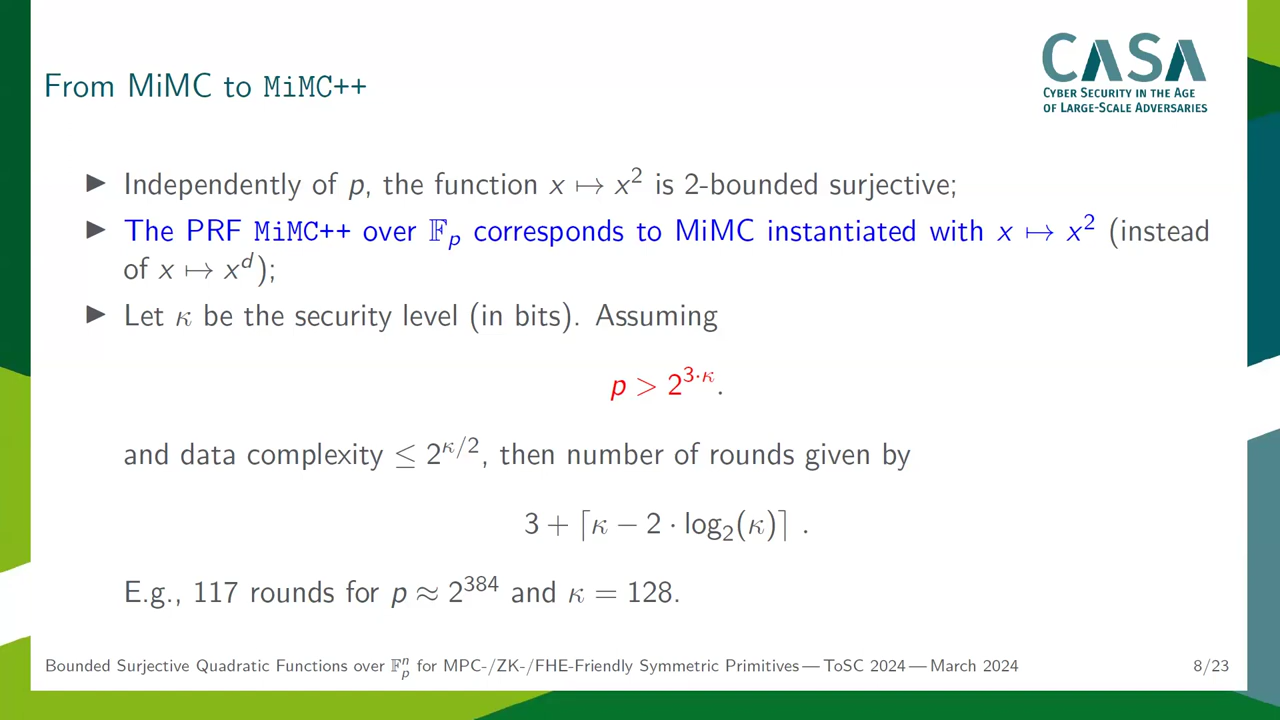 From MiMC to MiMC++
CASA
CYBER SECURITY IN THE AGE
OF LARGE-SCALE ADVERSARIES
▶ Independently of p, the function x ↦ x² is 2-bounded surjective;
▶ The PRF MiMC++ over 𝔽ₚ corresponds to MiMC instantiated with x ↦ x² (instead
of x ↦ x^d);
▶ Let κ be the security level (in bits). Assuming
p > 2^{3·κ}.
and data complexity ≤ 2^{κ/2}, then number of rounds given by
3 + ⌈κ − 2 · log₂(κ)⌉ .
E.g., 117 rounds for p ≈ 2^{384} and κ = 128.
Bounded Surjective Quadratic Functions over 𝔽_p^n for MPC-/ZK-/FHE-Friendly Symmetric Primitives — ToSC 2024 — March 2024
8/23